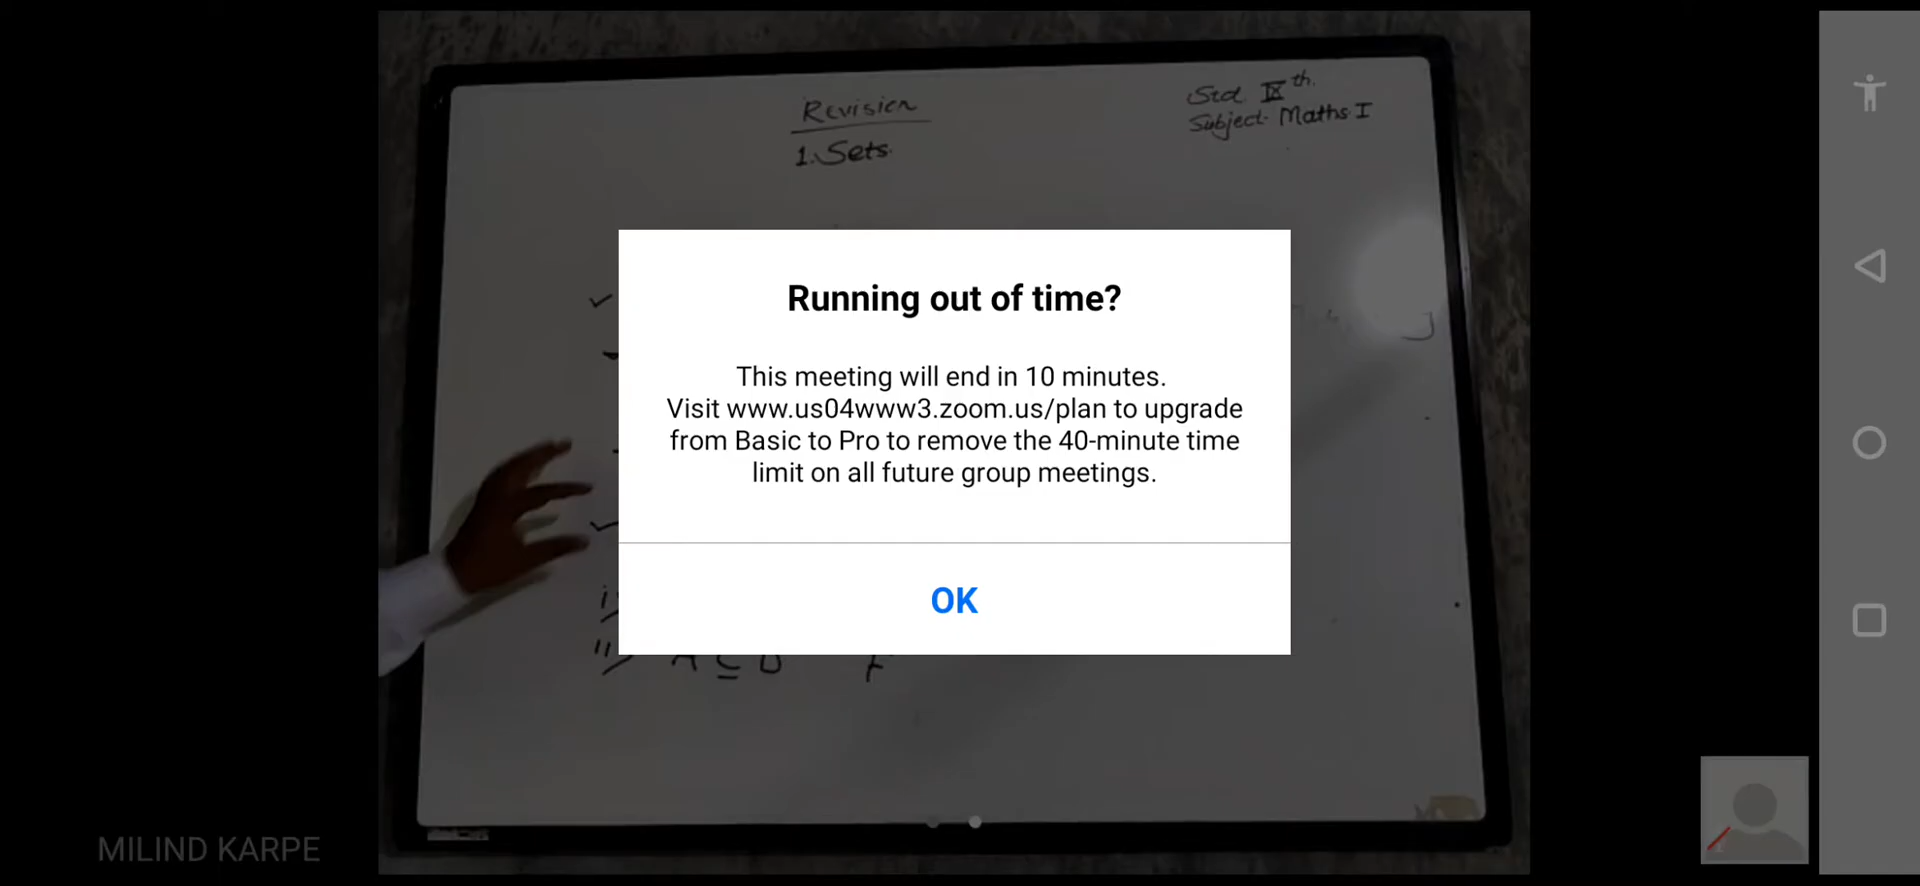 Revision
1. Sets.
Std IXth.
Subject- Maths-I
Running out of time?
This meeting will end in 10 minutes.
Visit www.us04www3.zoom.us/plan to upgrade
from Basic to Pro to remove the 40-minute time
limit on all future group meetings.
OK
MILIND KARPE